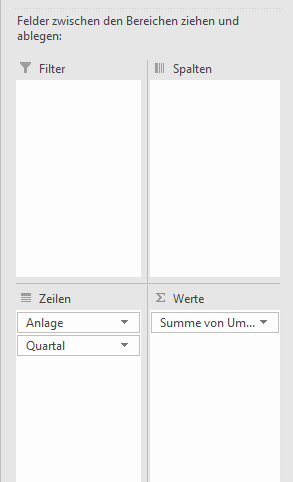 Felder zwischen den Bereichen ziehen und
ablegen:
Filter
Spalten
Zeilen
Werte
Anlage
Summe von Um...
Quartal